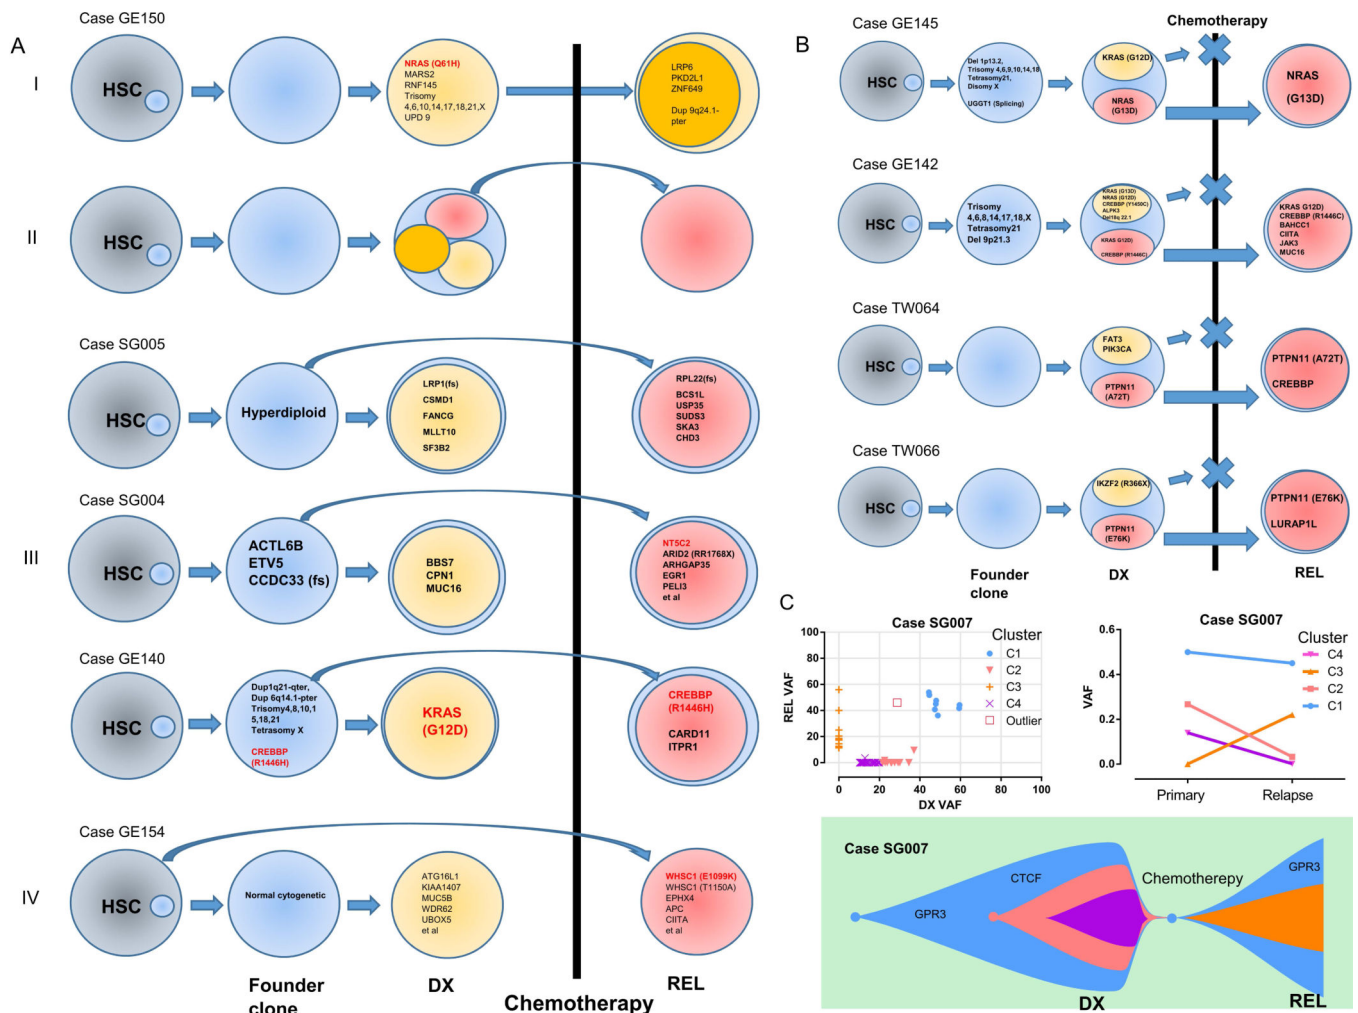 A
Case GE150
I
HSC
NRAS (Q61H)
MARS2
RNF145
Trisomy
4,6,10,14,17,18,21,X
UPD 9
LRP6
PKD2L1
ZNF649
Dup 9q24.1-
pter
II
HSC
Case SG005
HSC
Hyperdiploid
LRP1(fs)
CSMD1
FANCG
MLLT10
SF3B2
RPL22(fs)
BCS1L
USP35
SUDS3
SKA3
CHD3
Case SG004
III
HSC
ACTL6B
ETV5
CCDC33 (fs)
BBS7
CPN1
MUC16
NT5C2
ARID2 (RR1768X)
ARHGAP35
EGR1
PELI3
et al
Case GE140
HSC
Dup1q21-qter,
Dup 6q14.1-pter
Trisomy4,8,10,1
5,18,21
Tetrasomy X
CREBBP
(R1446H)
KRAS
(G12D)
CREBBP
(R1446H)
CARD11
ITPR1
Case GE154
IV
HSC
Normal cytogenetic
ATG16L1
KIAA1407
MUC5B
WDR62
UBOX5
et al
WHSC1 (E1099K)
WHSC1 (T1150A)
EPHX4
APC
CIITA
et al
Founder
clone
DX
Chemotherapy
REL
B
Chemotherapy
Case GE145
HSC
Del 1p13.2,
Trisomy 4,6,9,10,14,18
Tetrasomy21,
Disomy X
UGGT1 (Splicing)
KRAS (G12D)
NRAS
(G13D)
NRAS
(G13D)
Case GE142
HSC
Trisomy
4,6,8,14,17,18,X
Tetrasomy21
Del 9p21.3
KRAS (G13D)
NRAS (G12D)
CREBBP (Y1450C)
ALPK3
Del18q 22.1
KRAS G12D)
CREBBP (R1446C)
KRAS G12D)
CREBBP (R1446C)
BAHCC1
CIITA
JAK3
MUC16
Case TW064
HSC
FAT3
PIK3CA
PTPN11
(A72T)
PTPN11 (A72T)
CREBBP
Case TW066
HSC
IKZF2 (R366X)
PTPN11
(E76K)
PTPN11 (E76K)
LURAP1L
Founder
clone
DX
REL
C
Case SG007
Cluster
C1
C2
C3
C4
Outlier
REL VAF
100
80
60
40
20
0
0 20 40 60 80 100
DX VAF
Case SG007
Cluster
C4
C3
C2
C1
VAF
0.6
0.4
0.2
0.0
Primary Relapse
Case SG007
GPR3
CTCF
Chemotherepy
GPR3
DX
REL